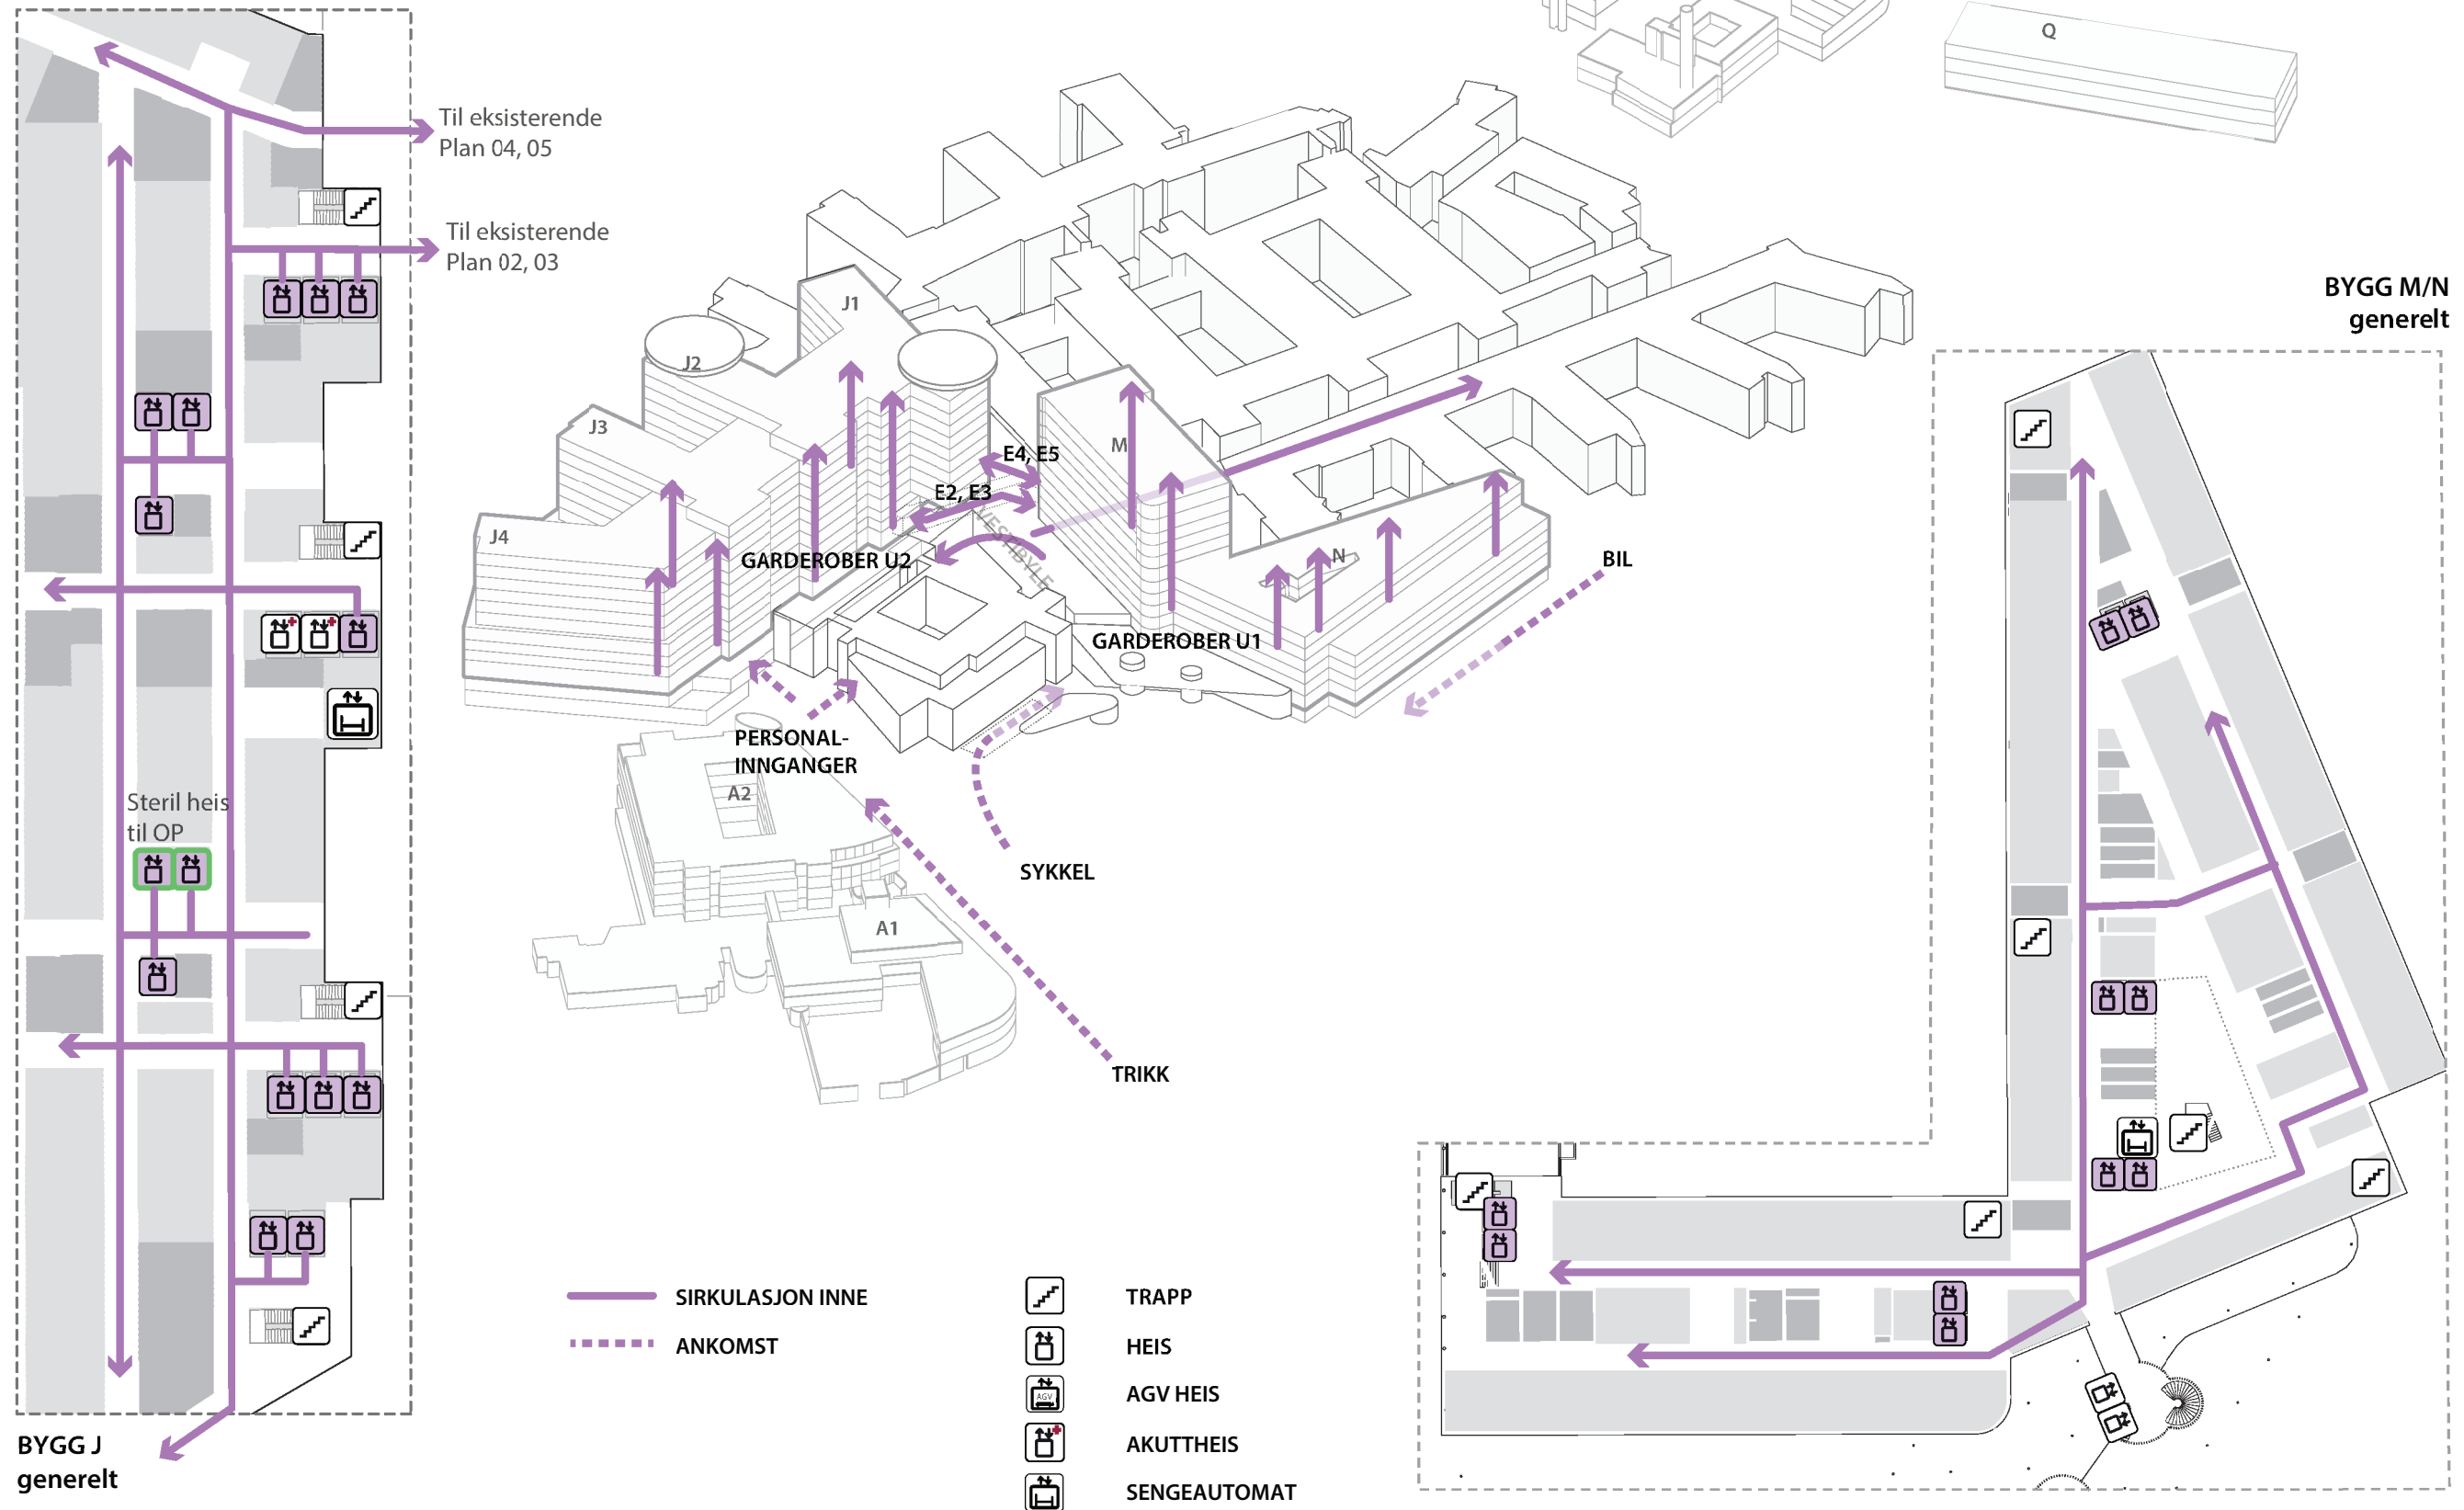 Til eksisterende
Plan 04, 05
Til eksisterende
Plan 02, 03
Steril heis
til OP
BYGG J
generelt
Q
J1
J2
J3
J4
M
N
E4, E5
E2, E3
VESTIBYLE
GARDEROBER U2
GARDEROBER U1
BIL
PERSONAL-
INNGANGER
A2
A1
SYKKEL
TRIKK
BYGG M/N
generelt
SIRKULASJON INNE
ANKOMST
TRAPP
HEIS
AGV
AGV HEIS
AKUTTHEIS
SENGEAUTOMAT